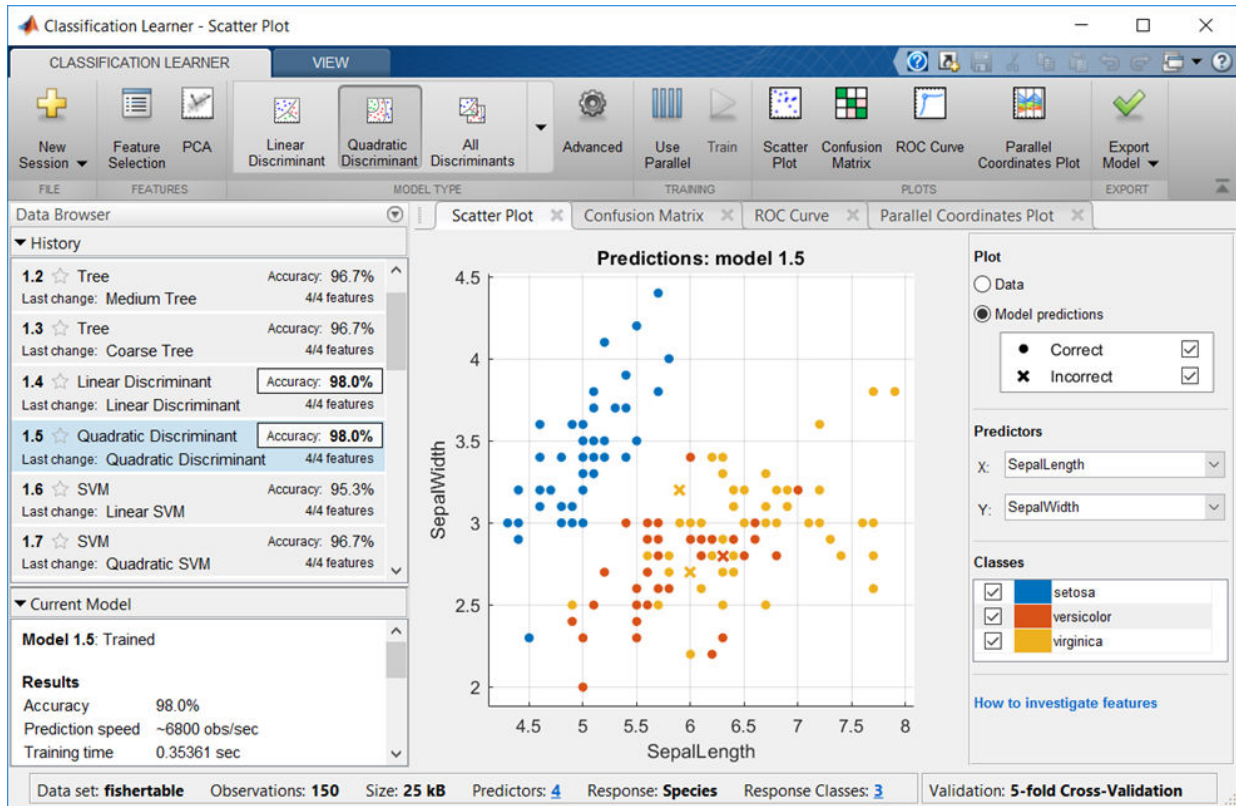 Classification Learner - Scatter Plot
CLASSIFICATION LEARNER VIEW
New Session
Feature Selection
PCA
Linear Discriminant
Quadratic Discriminant
All Discriminants
Advanced
Use Parallel
Train
Scatter Plot
Confusion Matrix
ROC Curve
Parallel Coordinates Plot
Export Model
FILE FEATURES MODEL TYPE TRAINING PLOTS EXPORT
Data Browser
History
1.2 Tree Accuracy: 96.7%
Last change: Medium Tree 4/4 features
1.3 Tree Accuracy: 96.7%
Last change: Coarse Tree 4/4 features
1.4 Linear Discriminant Accuracy: 98.0%
Last change: Linear Discriminant 4/4 features
1.5 Quadratic Discriminant Accuracy: 98.0%
Last change: Quadratic Discriminant 4/4 features
1.6 SVM Accuracy: 95.3%
Last change: Linear SVM 4/4 features
1.7 SVM Accuracy: 96.7%
Last change: Quadratic SVM 4/4 features
Current Model
Model 1.5: Trained
Results
Accuracy 98.0%
Prediction speed ~6800 obs/sec
Training time 0.35361 sec
Scatter Plot Confusion Matrix ROC Curve Parallel Coordinates Plot
Predictions: model 1.5
4.5
4
3.5
3
2.5
2
SepalWidth
4.5 5 5.5 6 6.5 7 7.5 8
SepalLength
Plot
Data
Model predictions
Correct
Incorrect
Predictors
X: SepalLength
Y: SepalWidth
Classes
setosa
versicolor
virginica
How to investigate features
Data set: fishertable Observations: 150 Size: 25 kB Predictors: 4 Response: Species Response Classes: 3 Validation: 5-fold Cross-Validation